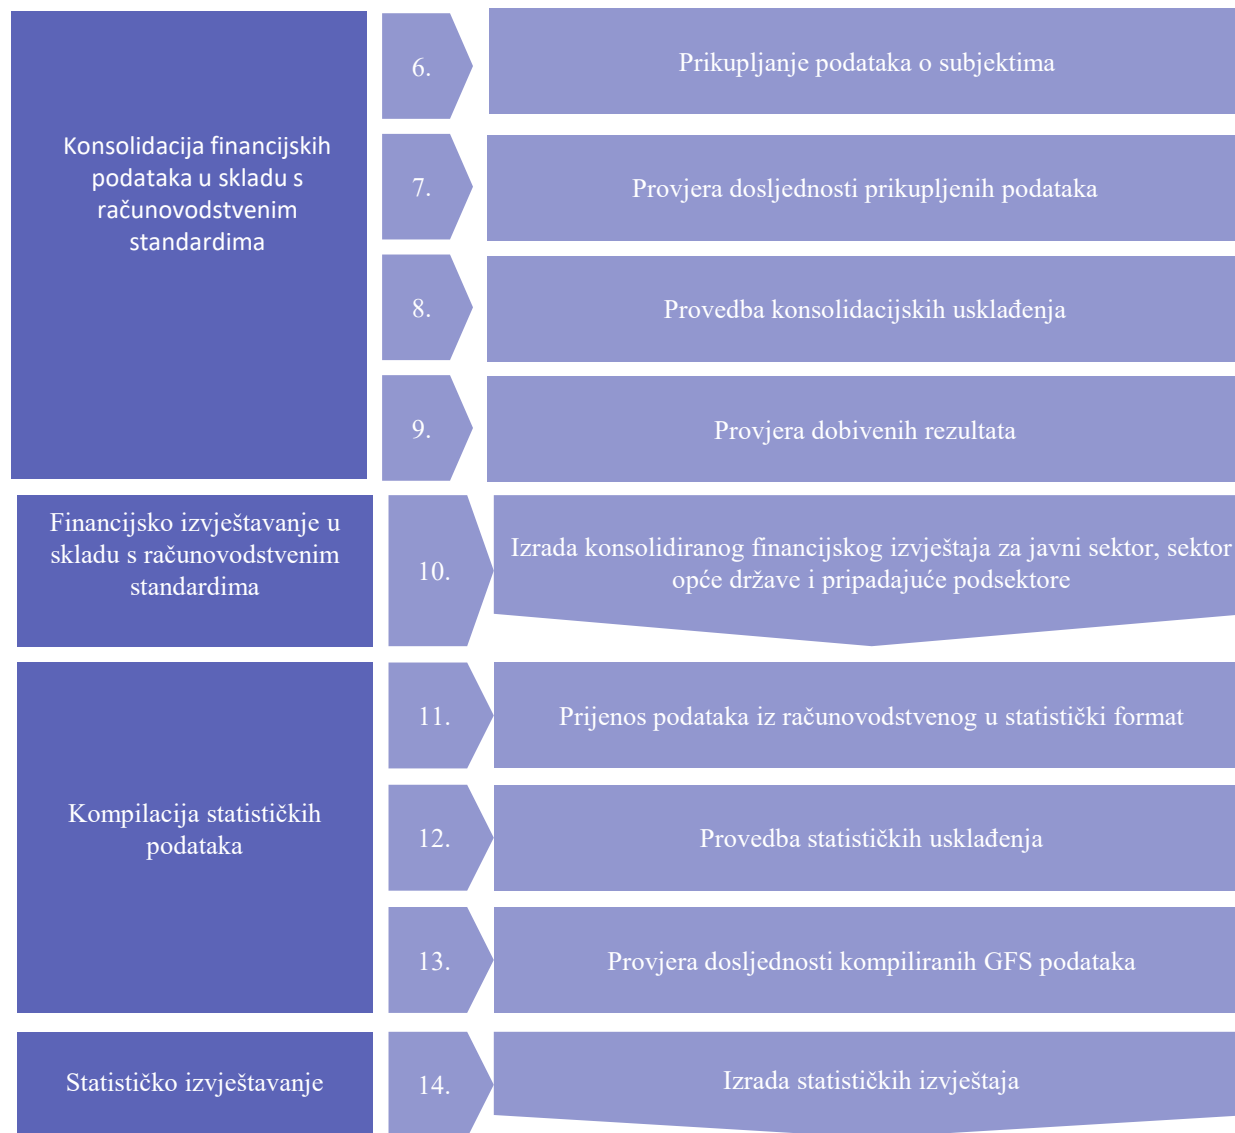 Konsolidacija financijskih
podataka u skladu s
računovodstvenim
standardima
6.
Prikupljanje podataka o subjektima
7.
Provjera dosljednosti prikupljenih podataka
8.
Provedba konsolidacijskih usklađenja
9.
Provjera dobivenih rezultata
Financijsko izvještavanje u
skladu s računovodstvenim
standardima
10.
Izrada konsolidiranog financijskog izvještaja za javni sektor, sektor
opće države i pripadajuće podsektore
Kompilacija statističkih
podataka
11.
Prijenos podataka iz računovodstvenog u statistički format
12.
Provedba statističkih usklađenja
13.
Provjera dosljednosti kompiliranih GFS podataka
Statističko izvještavanje
14.
Izrada statističkih izvještaja